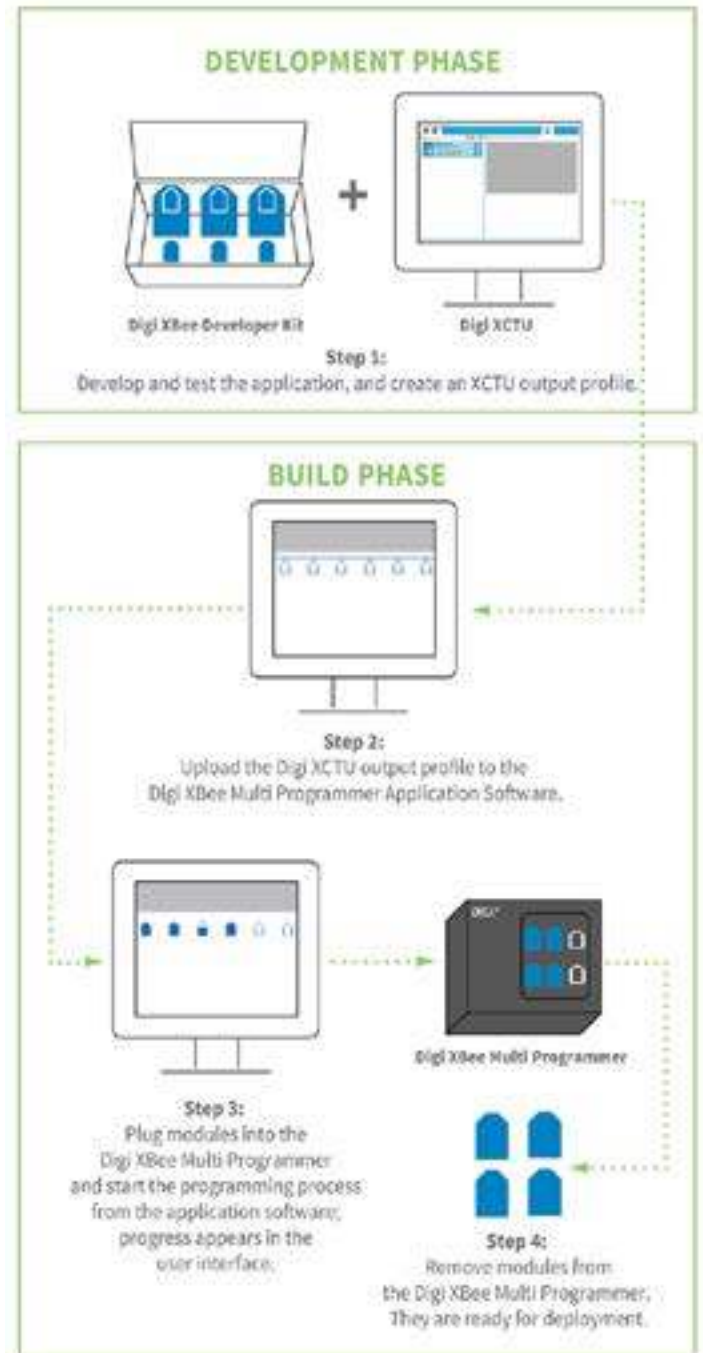 DEVELOPMENT PHASE
Digi XBee Developer Kit
Digi XCTU
Step 1:
Develop and test the application, and create an XCTU output profile.
BUILD PHASE
Step 2:
Upload the Digi XCTU output profile to the
Digi XBee Multi Programmer Application Software.
DIGI
Digi XBee Multi Programmer
Step 3:
Plug modules into the
Digi XBee Multi Programmer
and start the programming process
from the application software;
progress appears in the
user interface.
Step 4:
Remove modules from
the Digi XBee Multi Programmer.
They are ready for deployment.